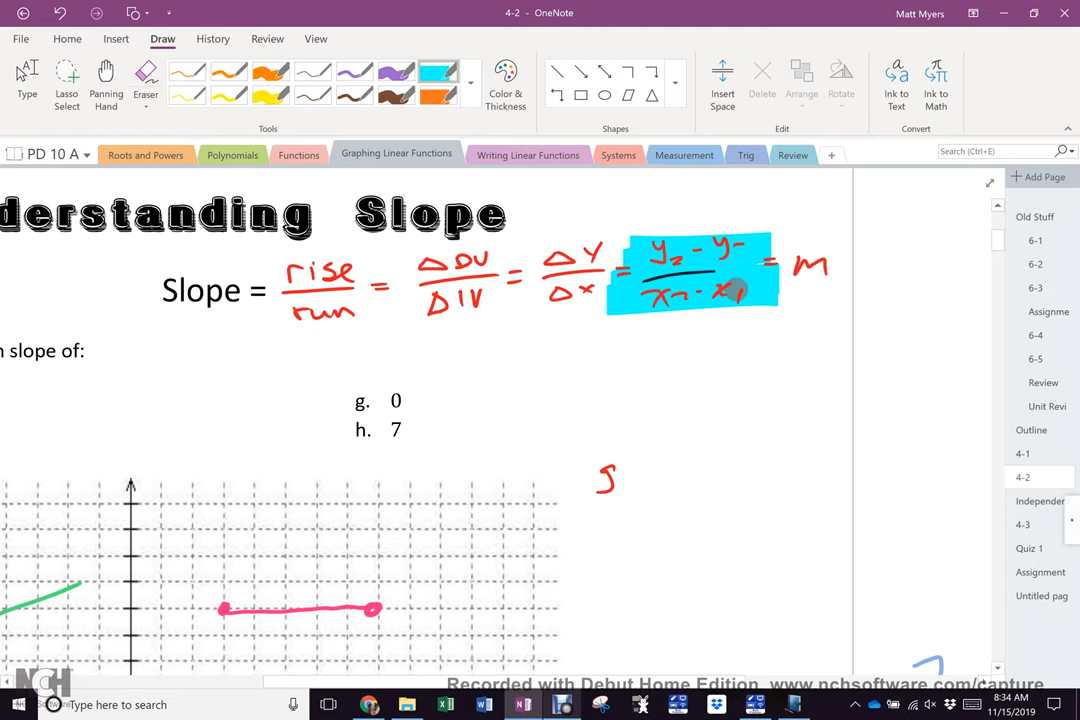 4-2 - OneNote
Matt Myers
File Home Insert Draw History Review View
Type
Lasso Select
Panning Hand
Eraser
Color & Thickness
Insert Space
Delete
Arrange
Rotate
Ink to Text
Ink to Math
Tools
Shapes
Edit
Convert
PD 10 A
Roots and Powers
Polynomials
Functions
Graphing Linear Functions
Writing Linear Functions
Systems
Measurement
Trig
Review
Search (Ctrl+E)
Add Page
derstanding Slope
Slope = rise/run = ΔDV/ΔIV = ΔY/Δx = y₂ - y₁/x₂ - x₁ = m
n slope of:
g. 0
h. 7
g
Old Stuff
6-1
6-2
6-3
Assignme
6-4
6-5
Review
Unit Revi
Outline
4-1
4-2
Independer
4-3
Quiz 1
Assignment
Untitled pag
NCH
Recorded with Debut Home Edition, www.nchsoftware.com/capture
Type here to search
8:34 AM
11/15/2019